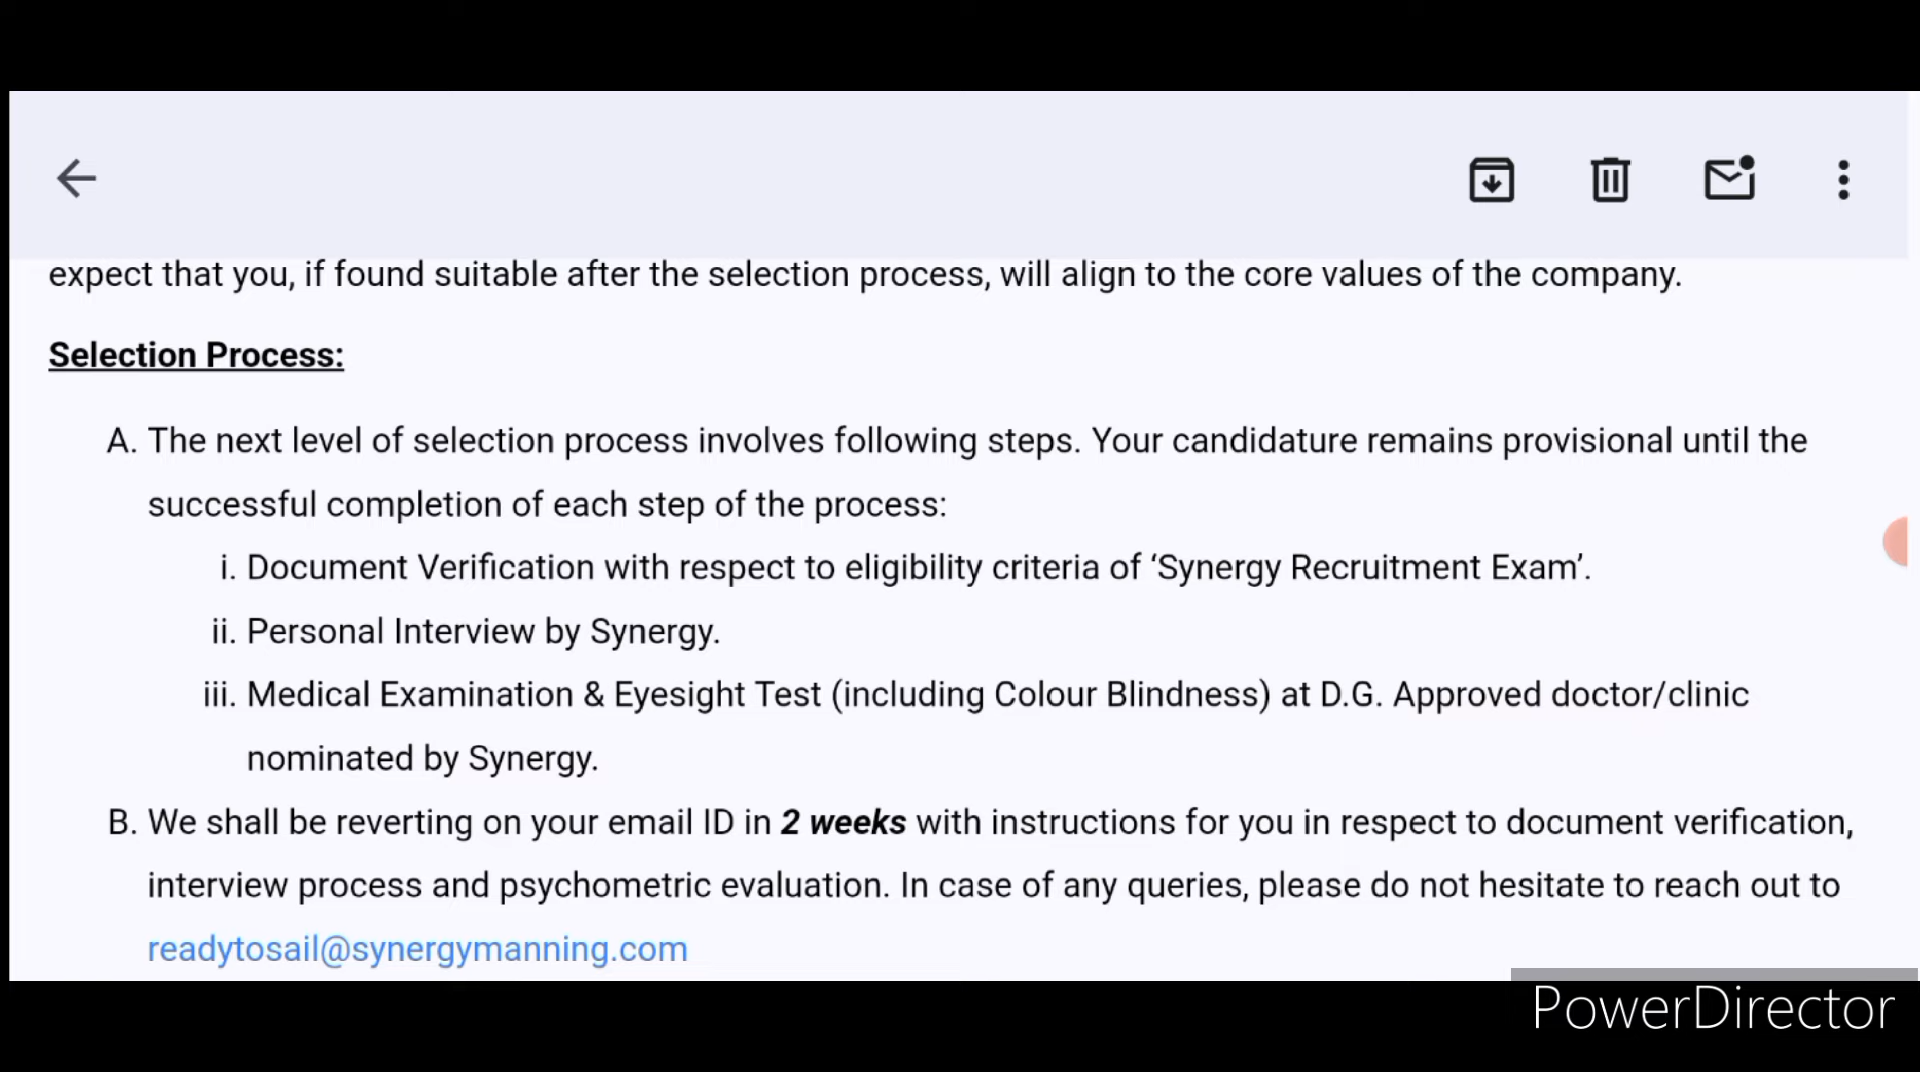 expect that you, if found suitable after the selection process, will align to the core values of the company.
Selection Process:
A. The next level of selection process involves following steps. Your candidature remains provisional until the
successful completion of each step of the process:
i. Document Verification with respect to eligibility criteria of ‘Synergy Recruitment Exam’.
ii. Personal Interview by Synergy.
iii. Medical Examination & Eyesight Test (including Colour Blindness) at D.G. Approved doctor/clinic
nominated by Synergy.
B. We shall be reverting on your email ID in 2 weeks with instructions for you in respect to document verification,
interview process and psychometric evaluation. In case of any queries, please do not hesitate to reach out to
readytosail@synergymanning.com
PowerDirector